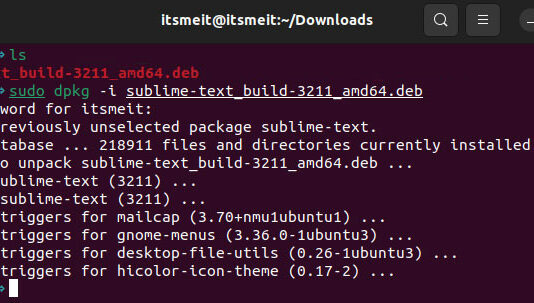 itsmeit@itsmeit:~/Downloads
ls
t_build-3211_amd64.deb
sudo dpkg -i sublime-text_build-3211_amd64.deb
word for itsmeit:
reviously unselected package sublime-text.
tabase ... 218911 files and directories currently installed
o unpack sublime-text_build-3211_amd64.deb ...
ublime-text (3211) ...
sublime-text (3211) ...
triggers for mailcap (3.70+nmu1ubuntu1) ...
triggers for gnome-menus (3.36.0-1ubuntu3) ...
triggers for desktop-file-utils (0.26-1ubuntu3) ...
triggers for hicolor-icon-theme (0.17-2) ...